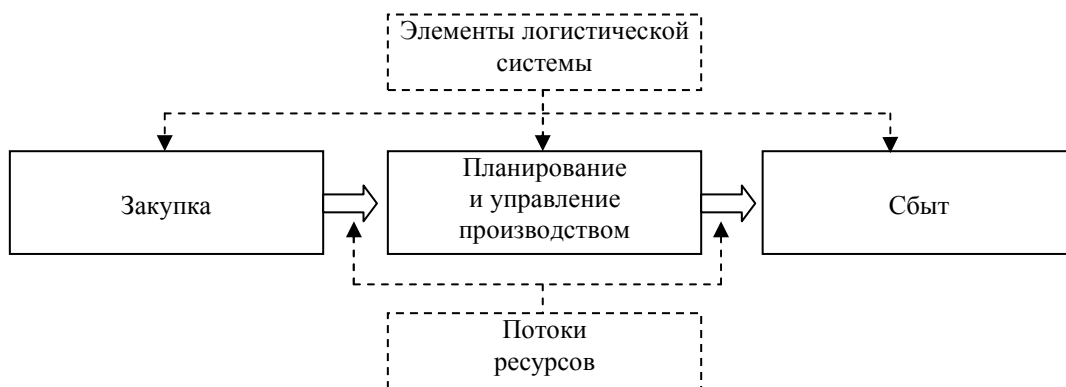 Элементы логистической
системы
Закупка
Планирование
и управление
производством
Сбыт
Потоки
ресурсов